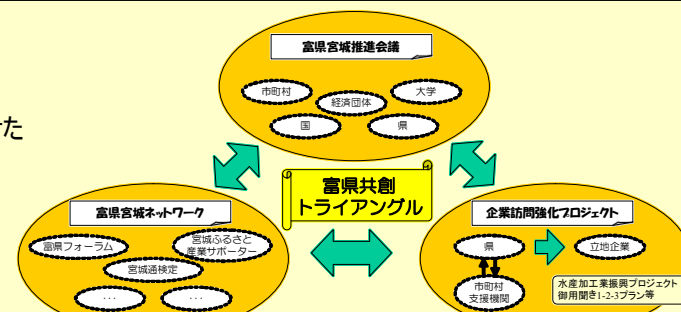 富県宮城推進会議
市町村
経済団体
大学
国
県
た
富県共創
トライアングル
富県宮城ネットワーク
富県フォーラム
宮城ふるさと
産業サポーター
宮城通検定
・・・
・・・
企業訪問強化プロジェクト
県
立地企業
市町村
支援機関
水産加工業振興プロジェクト
御用聞き1-2-3プラン等